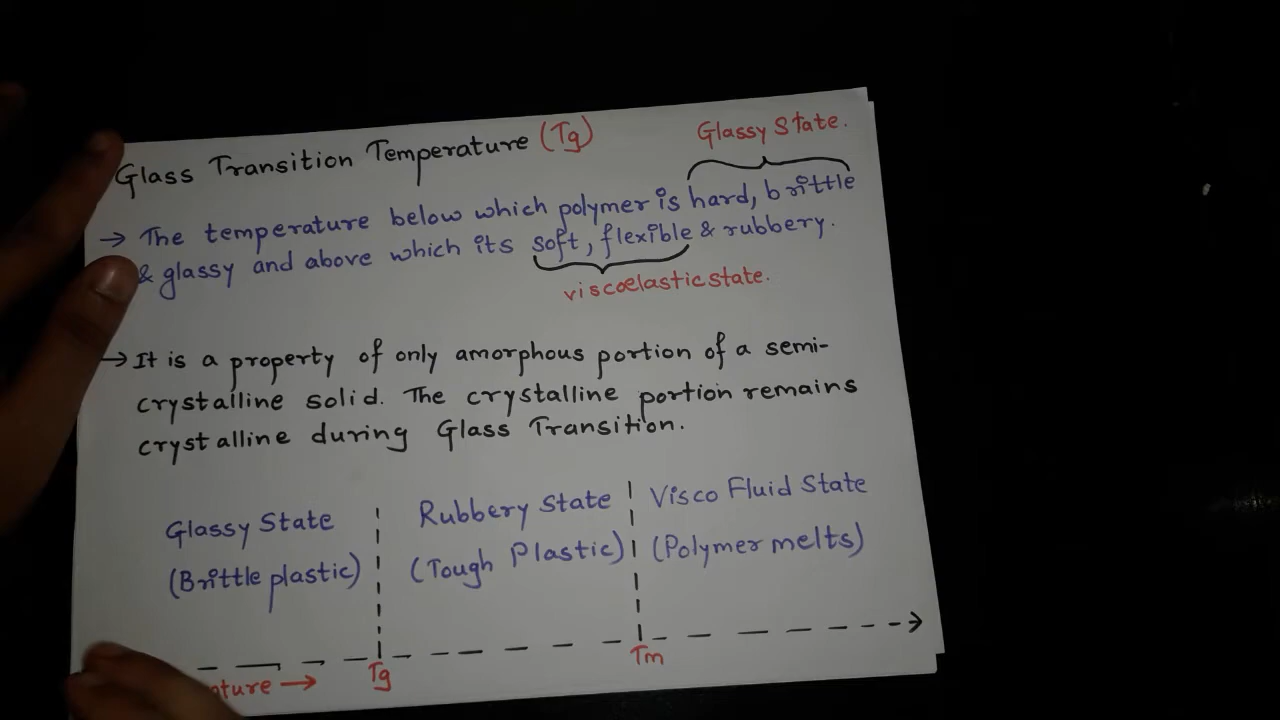 Glass Transition Temperature (Tg)
Glassy State.
→ The temperature below which polymer is hard, brittle
& glassy and above which its soft, flexible & rubbery.
viscoelastic state.
→ It is a property of only amorphous portion of a semi-
crystalline solid. The crystalline portion remains
crystalline during Glass Transition.
Glassy State
(Brittle plastic)
Rubbery State
(Tough Plastic)
Visco Fluid State
(Polymer melts)
Tg
Tm
→